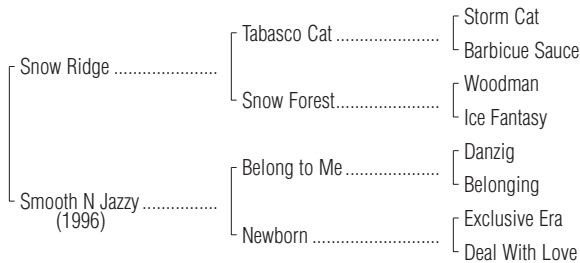 Storm Cat
Tabasco Cat ......................
Barbicue Sauce
Snow Ridge ......................
Woodman
Snow Forest......................
Ice Fantasy
Danzig
Belong to Me ....................
Belonging
Smooth N Jazzy ................
(1996)
Exclusive Era
Newborn ...........................
Deal With Love